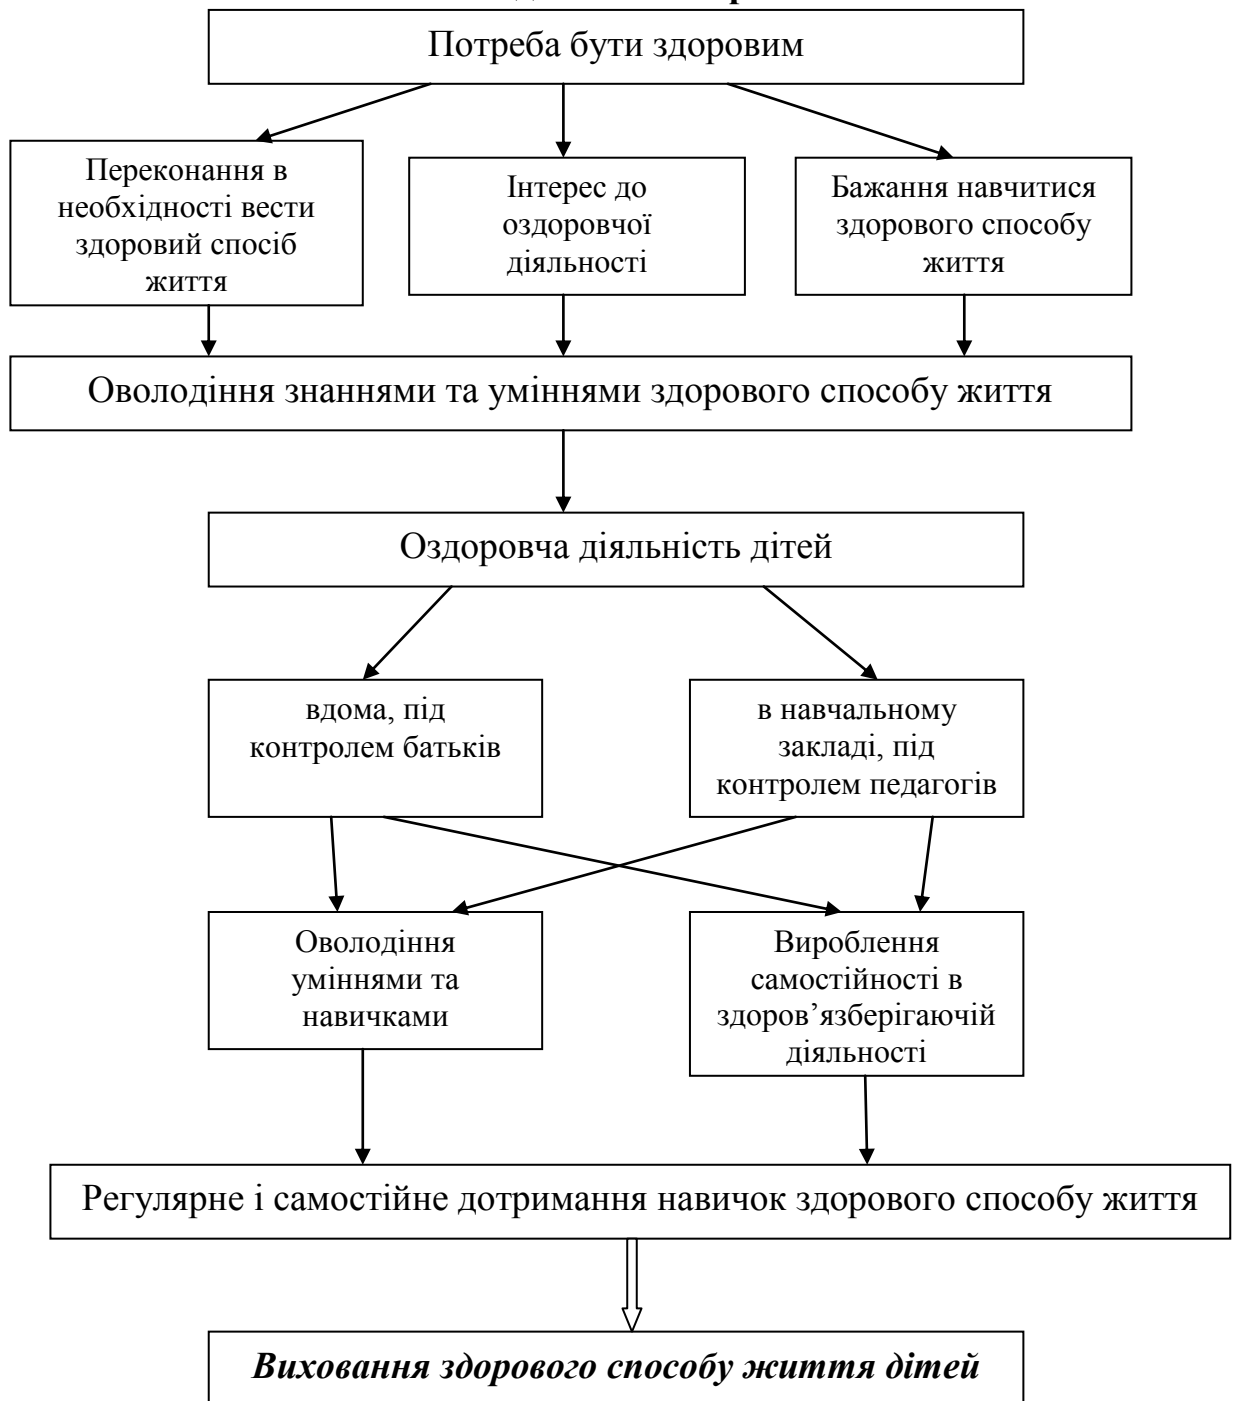 Потреба бути здоровим
Переконання в
необхідності вести
здоровий спосіб
життя
Інтерес до
оздоровчої
діяльності
Бажання навчитися
здорового способу
життя
Оволодіння знаннями та уміннями здорового способу життя
Оздоровча діяльність дітей
вдома, під
контролем батьків
в навчальному
закладі, під
контролем педагогів
Оволодіння
уміннями та
навичками
Вироблення
самостійності в
здоров’язберігаючій
діяльності
Регулярне і самостійне дотримання навичок здорового способу життя
Виховання здорового способу життя дітей